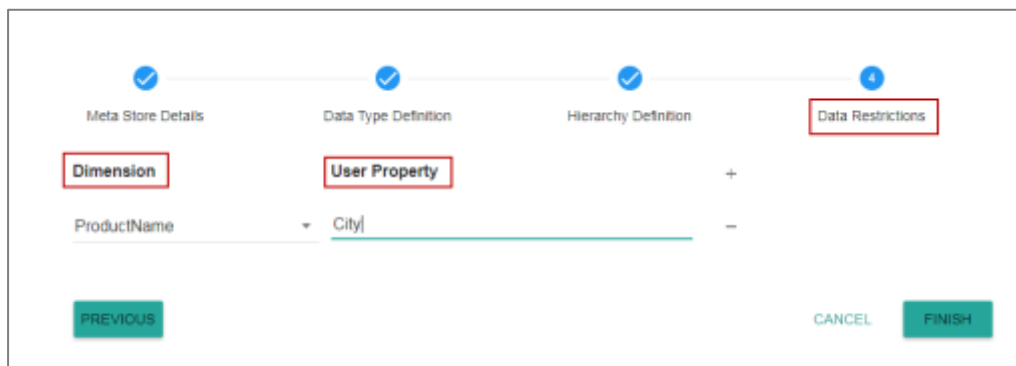 4
Meta Store Details Data Type Definition Hierarchy Definition Data Restrictions
Dimension User Property +
ProductName City −
PREVIOUS CANCEL FINISH